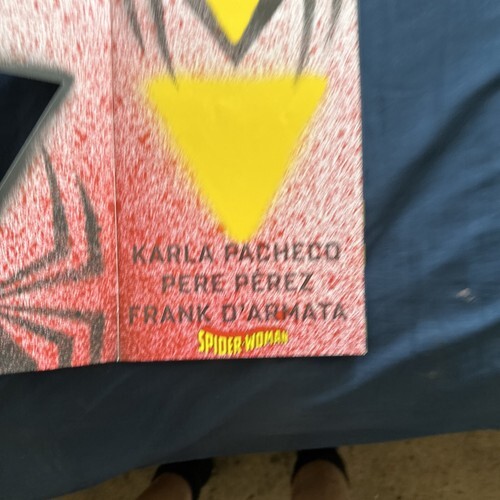 KARLA PACHECO
PERE PÉREZ
FRANK D'ARMATA
SPIDER-WOMAN